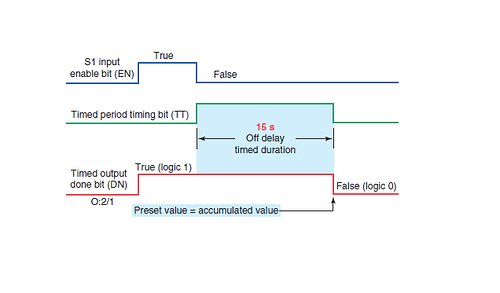 True
S1 input
enable bit (EN)
False
Timed period timing bit (TT)
15 s
Off delay
timed duration
True (logic 1)
Timed output
done bit (DN)
False (logic 0)
O:2/1
Preset value = accumulated value